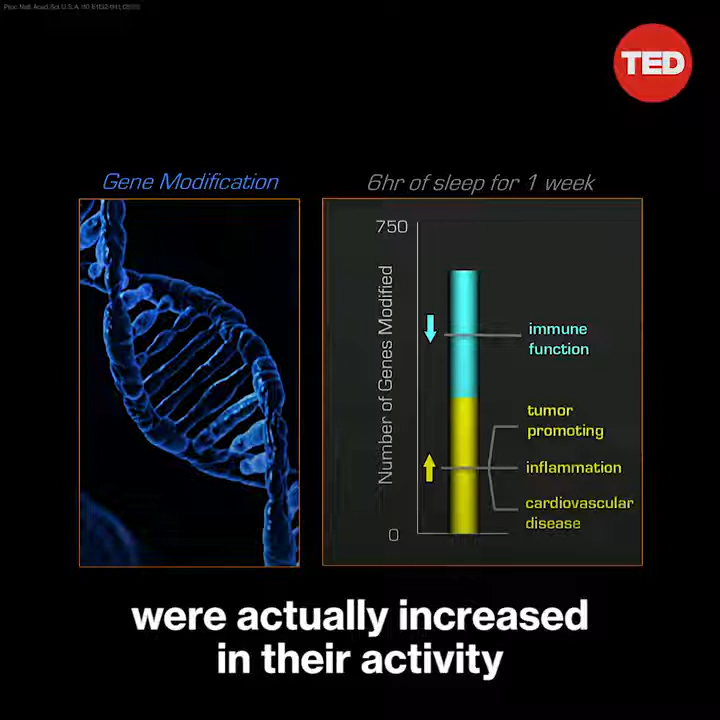 TED
Gene Modification
6hr of sleep for 1 week
750
Number of Genes Modified
immune
function
tumor
promoting
inflammation
cardiovascular
disease
0
were actually increased
in their activity